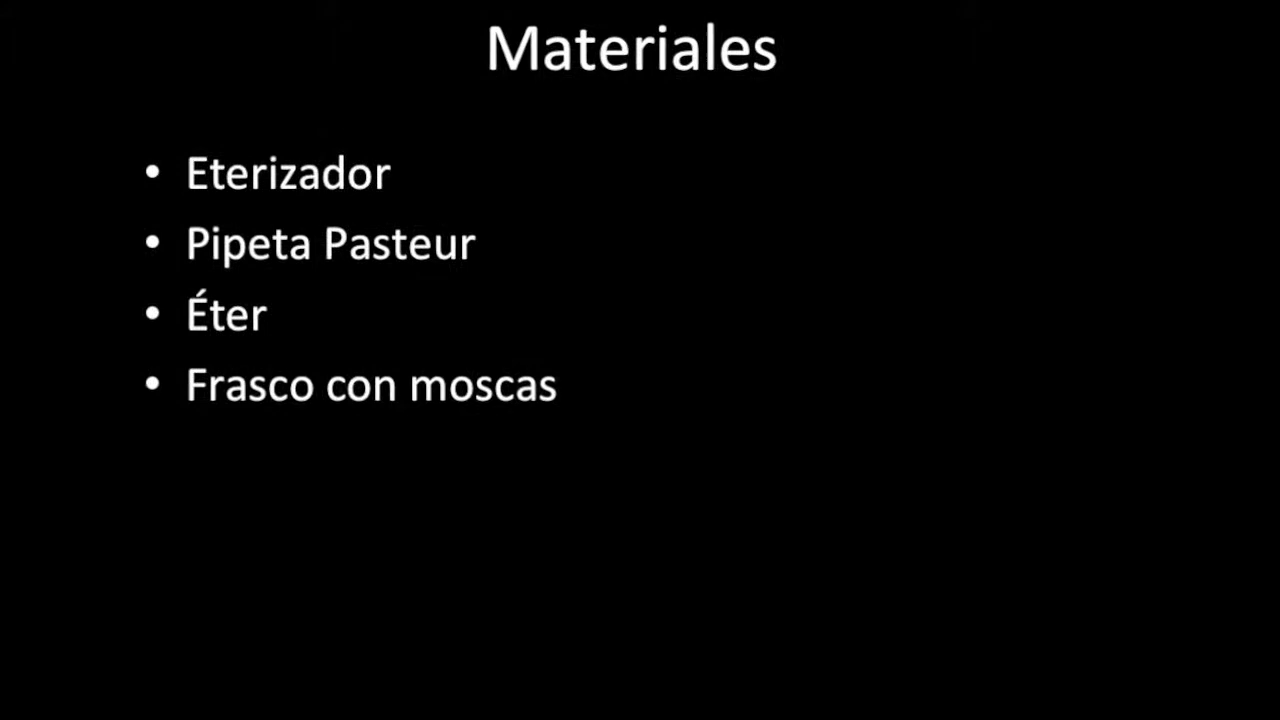 Materiales
• Eterizador
• Pipeta Pasteur
• Éter
• Frasco con moscas